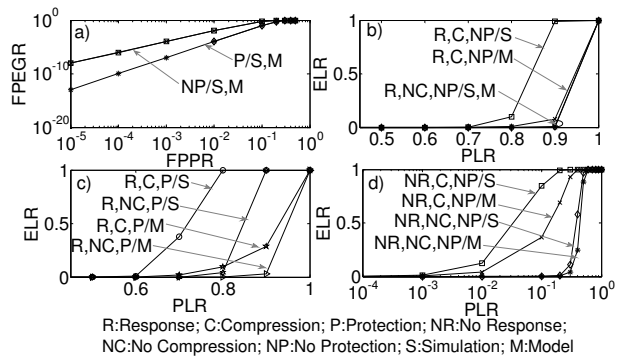 a)
10^0
10^-10
10^-20
FPEGR
P/S,M
NP/S,M
10^-5
10^-4
10^-3
10^-2
10^-1
10^0
FPPR
b)
1
0.5
0
ELR
R,C,NP/S
R,C,NP/M
R,NC,NP/S,M
0.5
0.6
0.7
0.8
0.9
1
PLR
c)
1
0.5
0
ELR
R,C,P/S
R,NC,P/S
R,C,P/M
R,NC,P/M
0.6
0.8
1
PLR
d)
1
0.5
0
ELR
NR,C,NP/S
NR,C,NP/M
NR,NC,NP/S
NR,NC,NP/M
10^-4
10^-3
10^-2
10^-1
10^0
PLR
R:Response; C:Compression; P:Protection; NR:No Response;
NC:No Compression; NP:No Protection; S:Simulation; M:Model